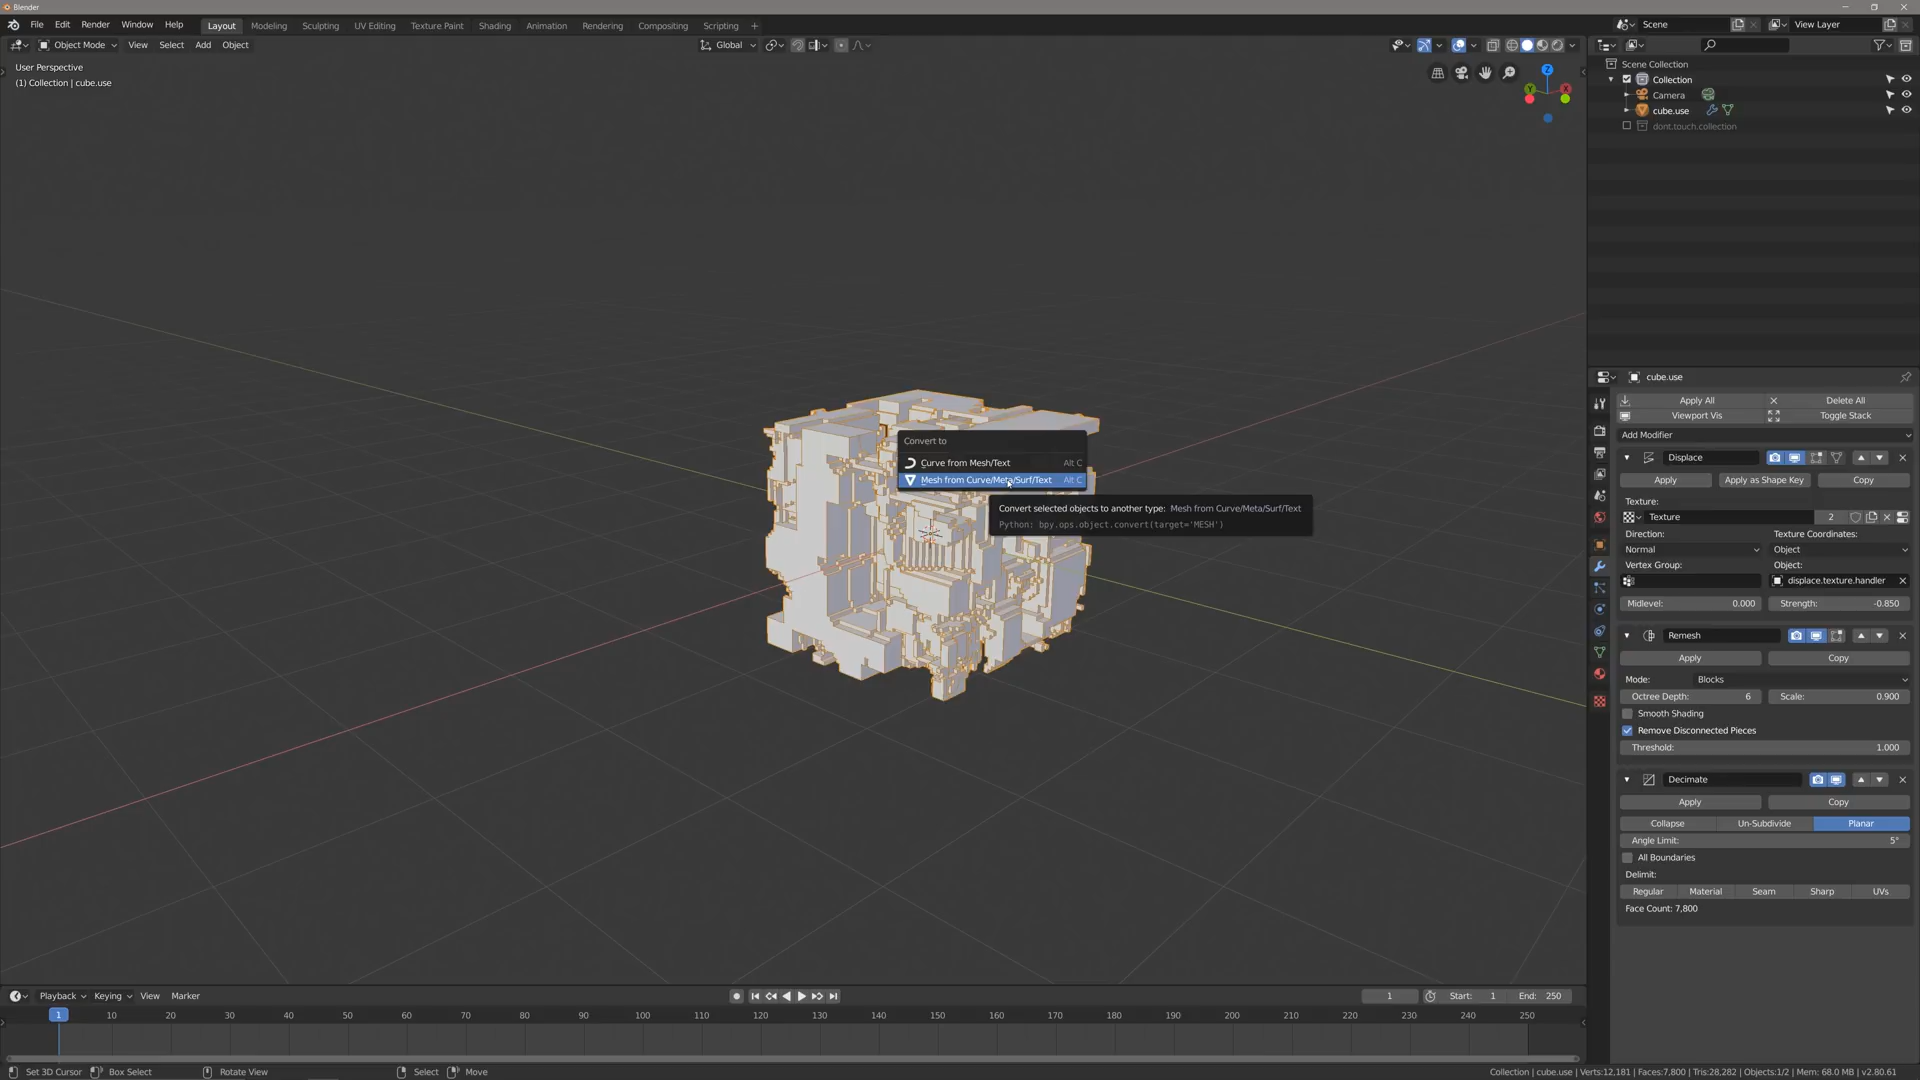 Blender
File Edit Render Window Help Layout Modeling Sculpting UV Editing Texture Paint Shading Animation Rendering Compositing Scripting + Scene View Layer
Object Mode View Select Add Object Global
User Perspective
(1) Collection | cube.use
Z
Y X
Scene Collection
Collection
Camera
cube.use
dont.touch.collection
Convert to
Curve from Mesh/Text Alt C
Mesh from Curve/Meta/Surf/Text Alt C
Convert selected objects to another type: Mesh from Curve/Meta/Surf/Text
Python: bpy.ops.object.convert(target='MESH')
cube.use
Apply All Delete All
Viewport Vis Toggle Stack
Add Modifier
Displace
Apply Apply as Shape Key Copy
Texture:
Texture 2
Direction: Texture Coordinates:
Normal Object
Vertex Group: Object:
displace.texture.handler
Midlevel: 0.000 Strength: -0.850
Remesh
Apply Copy
Mode: Blocks
Octree Depth: 6 Scale: 0.900
Smooth Shading
Remove Disconnected Pieces
Threshold: 1.000
Decimate
Apply Copy
Collapse Un-Subdivide Planar
Angle Limit: 5°
All Boundaries
Delimit:
Regular Material Seam Sharp UVs
Face Count: 7,800
Playback Keying View Marker 1 Start: 1 End: 250
1 10 20 30 40 50 60 70 80 90 100 110 120 130 140 150 160 170 180 190 200 210 220 230 240 250
Set 3D Cursor Box Select Rotate View Select Move Collection | cube.use | Verts:12,181 | Faces:7,800 | Tris:28,282 | Objects:1/2 | Mem: 68.0 MB | v2.80.61